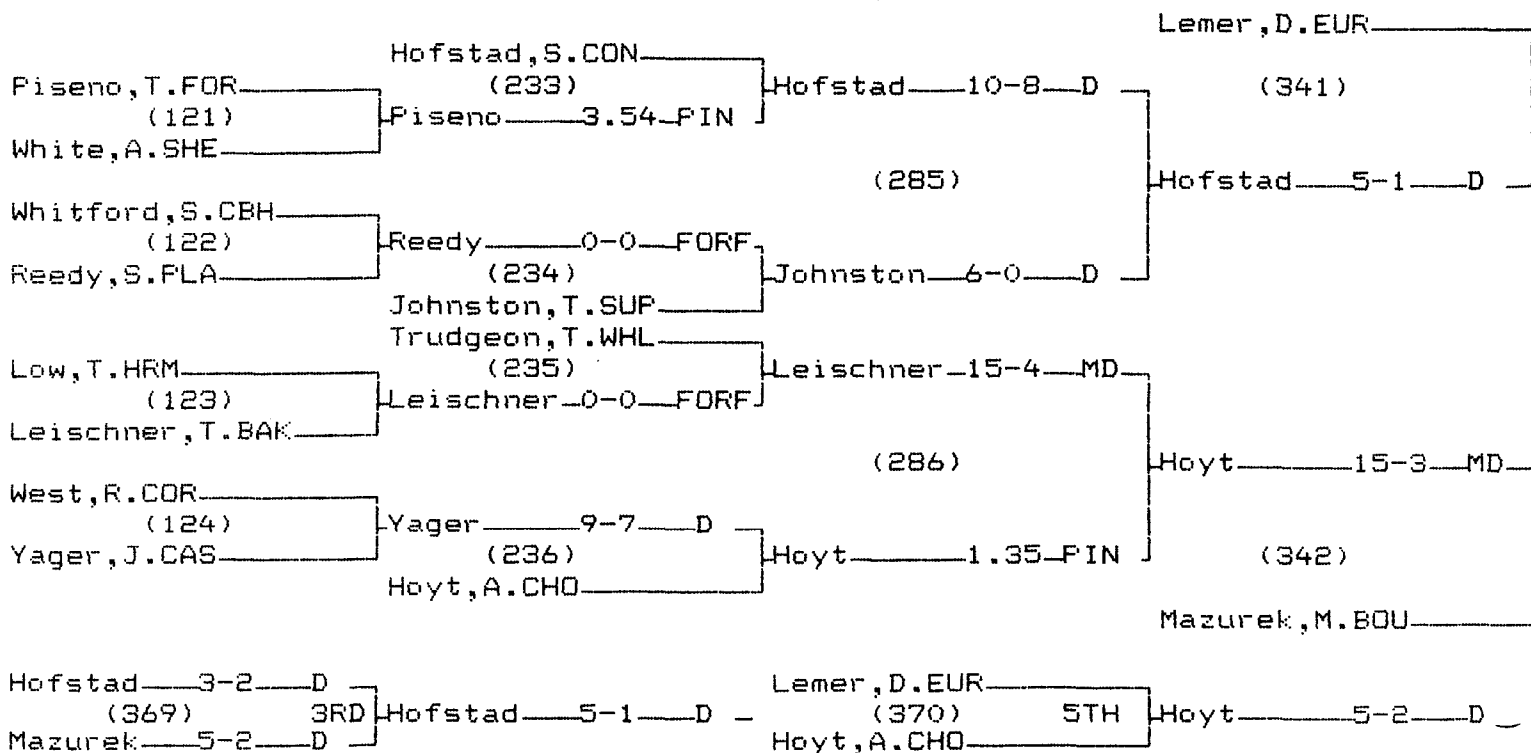 Lemer,D.EUR
Hofstad,S.CON
Piseno,T.FOR (233) Hofstad 10-8 D (341)
(121) Piseno 3.54 PIN
White,A.SHE
(285) Hofstad 5-1 D
Whitford,S.CBH
(122) Reedy 0-0 FORF
Reedy,S.PLA (234) Johnston 6-0 D
Johnston,T.SUP
Trudgeon,T.WHL
Low,T.HRM (235) Leischner 15-4 MD
(123) Leischner 0-0 FORF
Leischner,T.BAK
(286) Hoyt 15-3 MD
West,R.COR
(124) Yager 9-7 D
Yager,J.CAS (236) Hoyt 1.35 PIN (342)
Hoyt,A.CHO
Mazurek,M.BOU
Hofstad 3-2 D Lemer,D.EUR
(369) 3RD Hofstad 5-1 D (370) 5TH Hoyt 5-2 D
Mazurek 5-2 D Hoyt,A.CHO